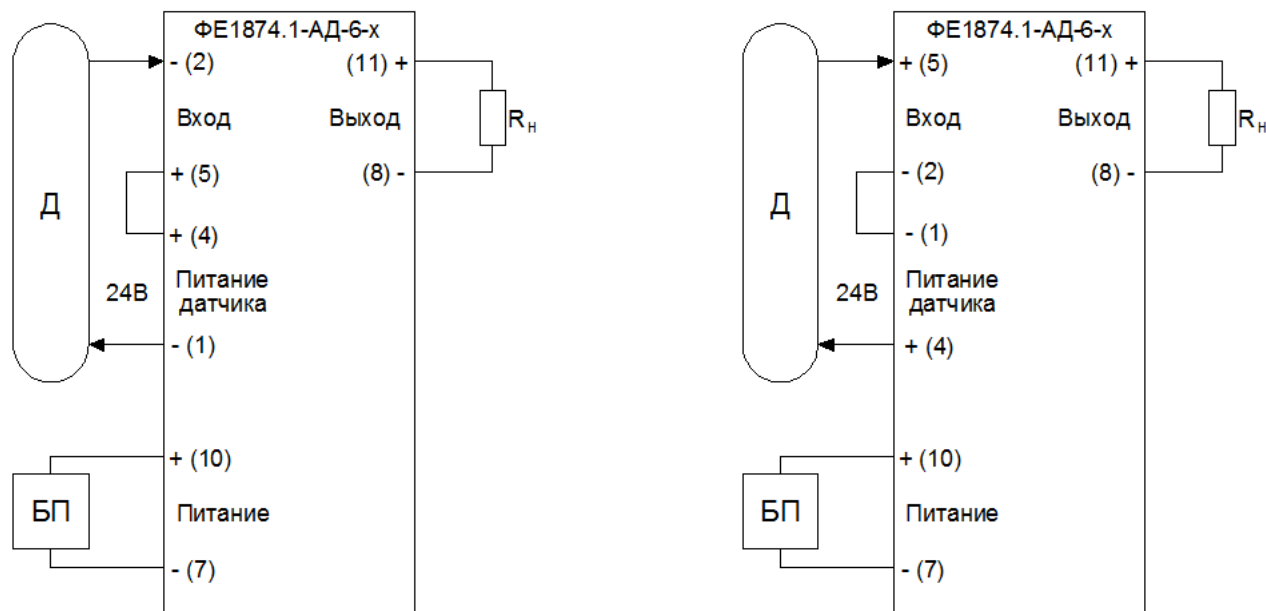 ФЕ1874.1-АД-6-х
- (2) (11) +
Вход Выход
Rн
+ (5) (8) -
Д
+ (4)
24В
Питание
датчика
- (1)
+ (10)
БП
Питание
- (7)
ФЕ1874.1-АД-6-х
+ (5) (11) +
Вход Выход
Rн
- (2) (8) -
Д
- (1)
24В
Питание
датчика
+ (4)
+ (10)
БП
Питание
- (7)